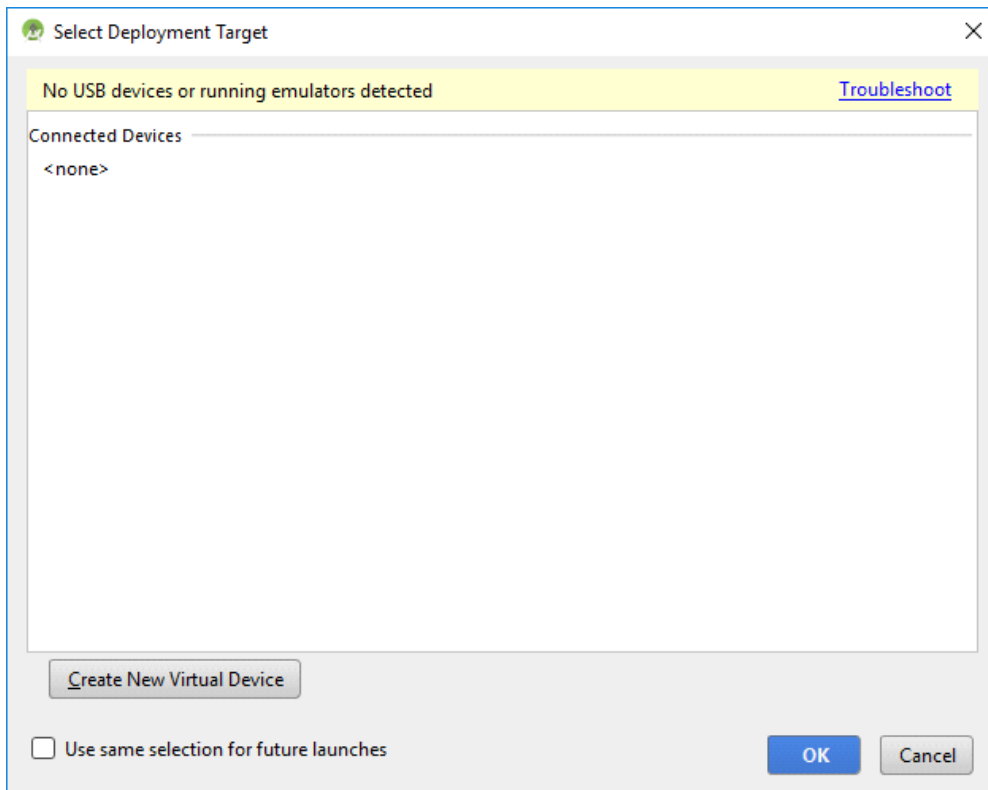 Select Deployment Target
No USB devices or running emulators detected Troubleshoot
Connected Devices
<none>
Create New Virtual Device
Use same selection for future launches
OK Cancel